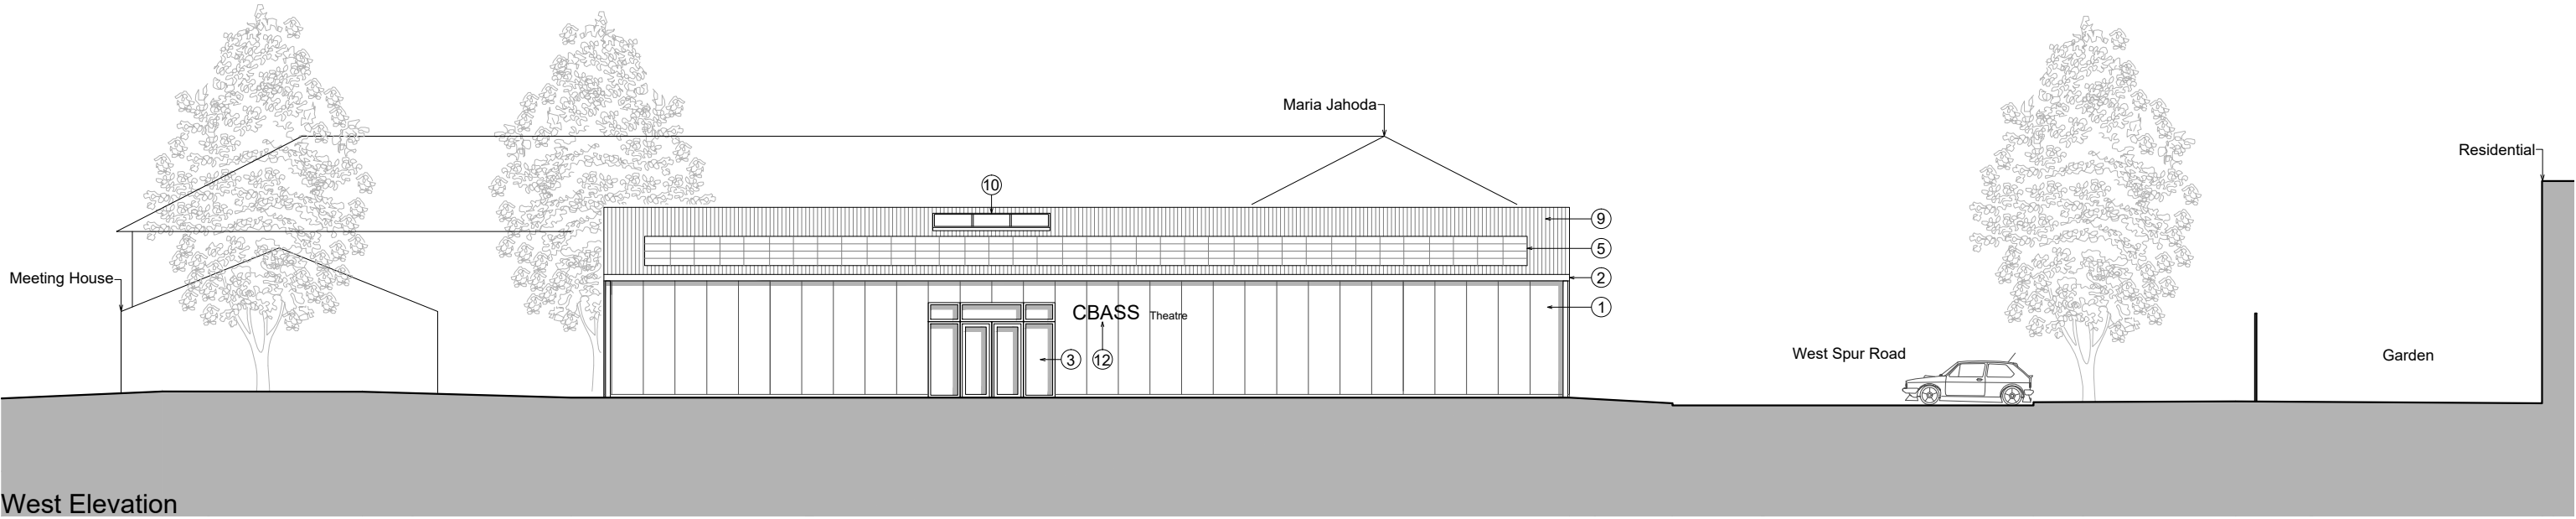 Maria Jahoda
Residential
10
9
5
Meeting House
2
1
CBASS Theatre
3
12
West Spur Road
Garden
West Elevation